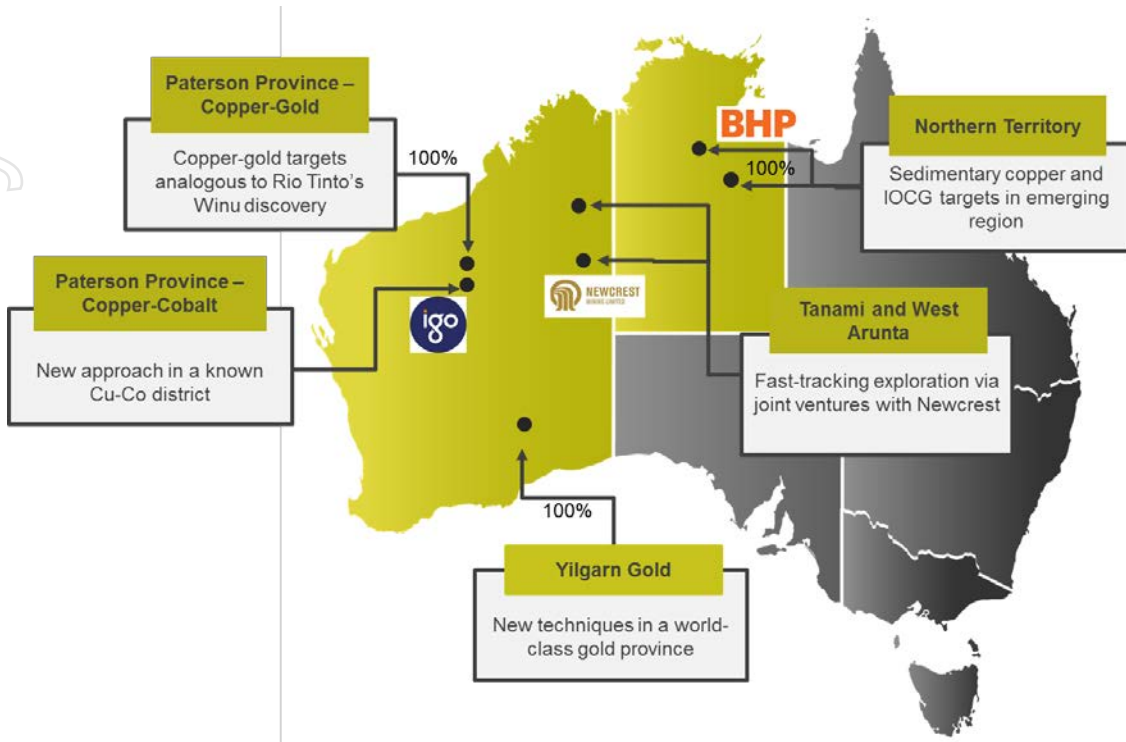 Paterson Province –
Copper-Gold
Copper-gold targets
analogous to Rio Tinto's
Winu discovery
100%
Paterson Province –
Copper-Cobalt
New approach in a known
Cu-Co district
igo
NEWCREST
MINING LIMITED
BHP
100%
Northern Territory
Sedimentary copper and
IOCG targets in emerging
region
Tanami and West
Arunta
Fast-tracking exploration via
joint ventures with Newcrest
100%
Yilgarn Gold
New techniques in a world-
class gold province